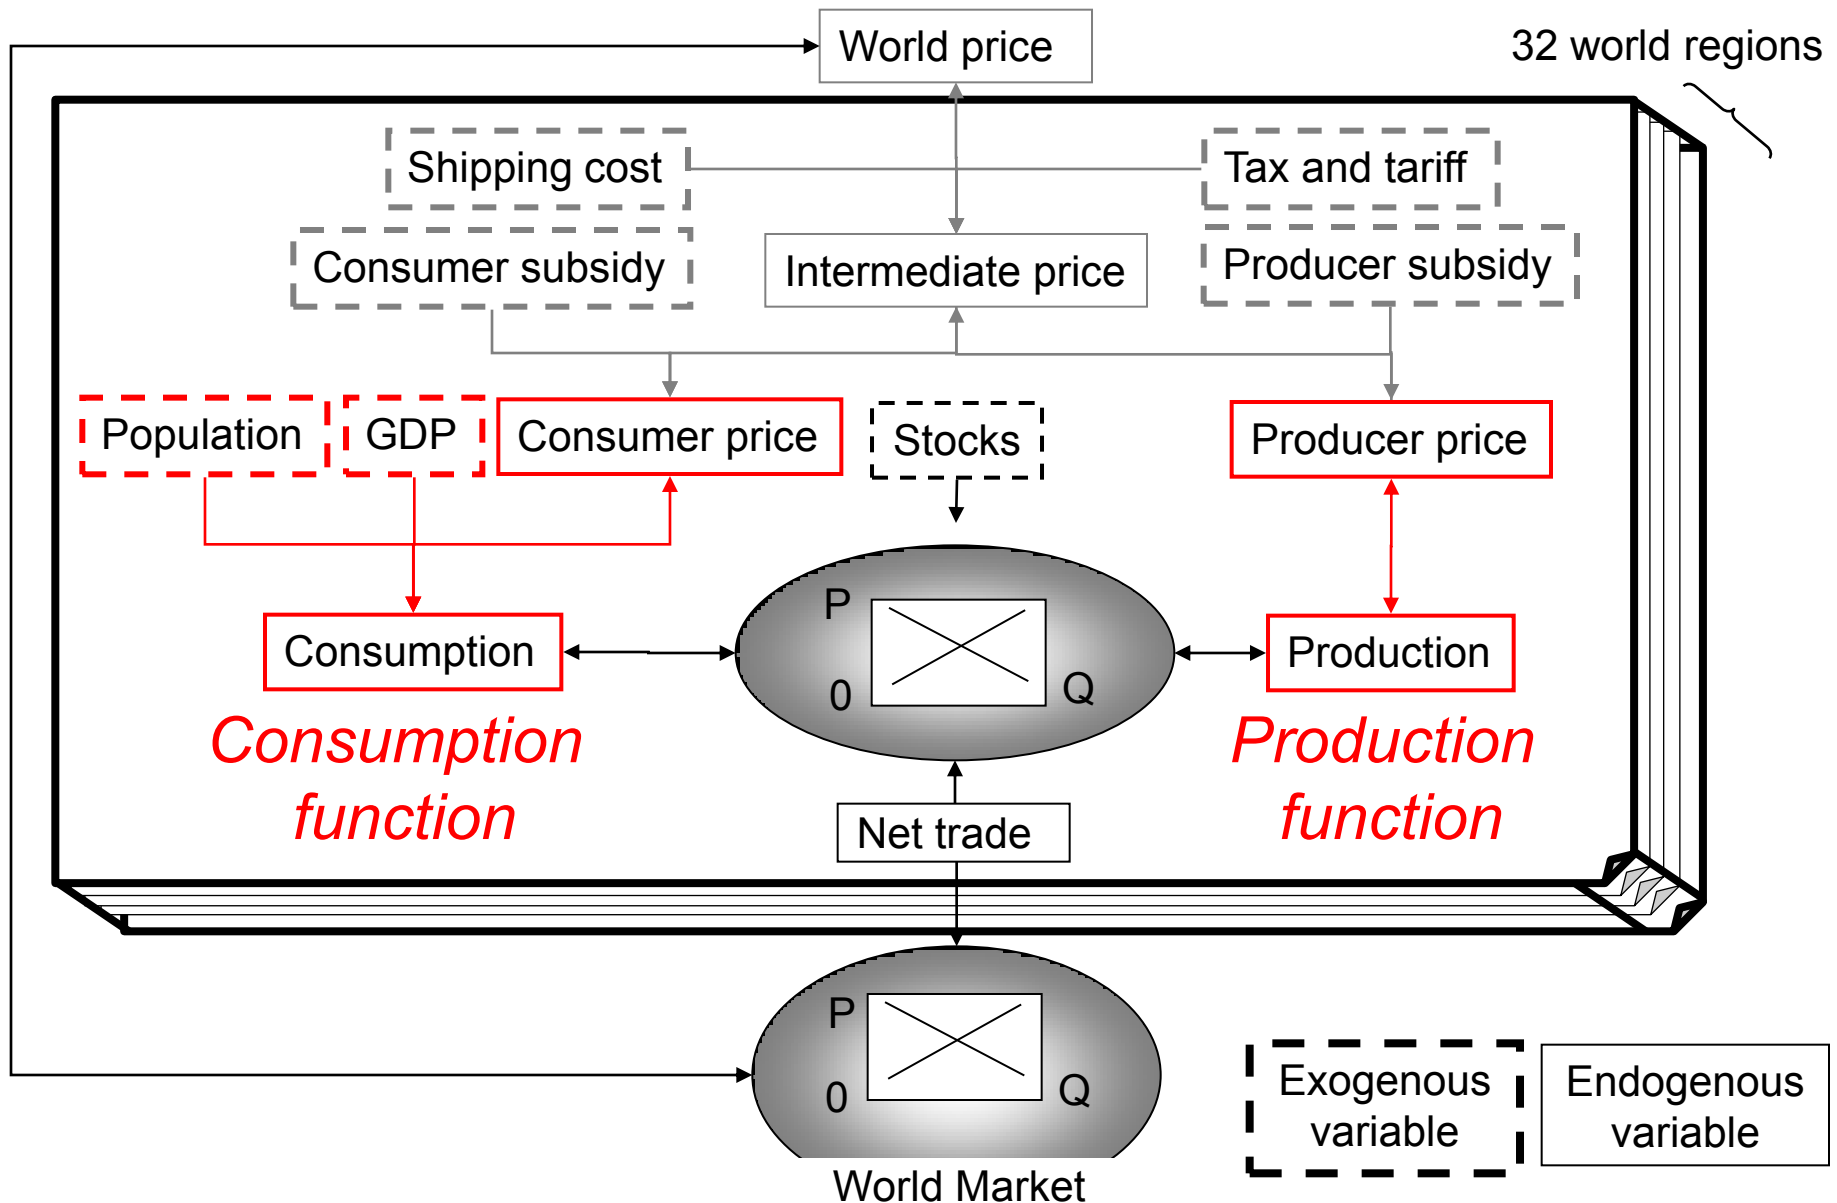 World price
32 world regions
Shipping cost
Tax and tariff
Consumer subsidy
Intermediate price
Producer subsidy
Population
GDP
Consumer price
Stocks
Producer price
P
0
Q
Consumption
Production
Consumption
function
Production
function
Net trade
P
0
Q
World Market
Exogenous
variable
Endogenous
variable